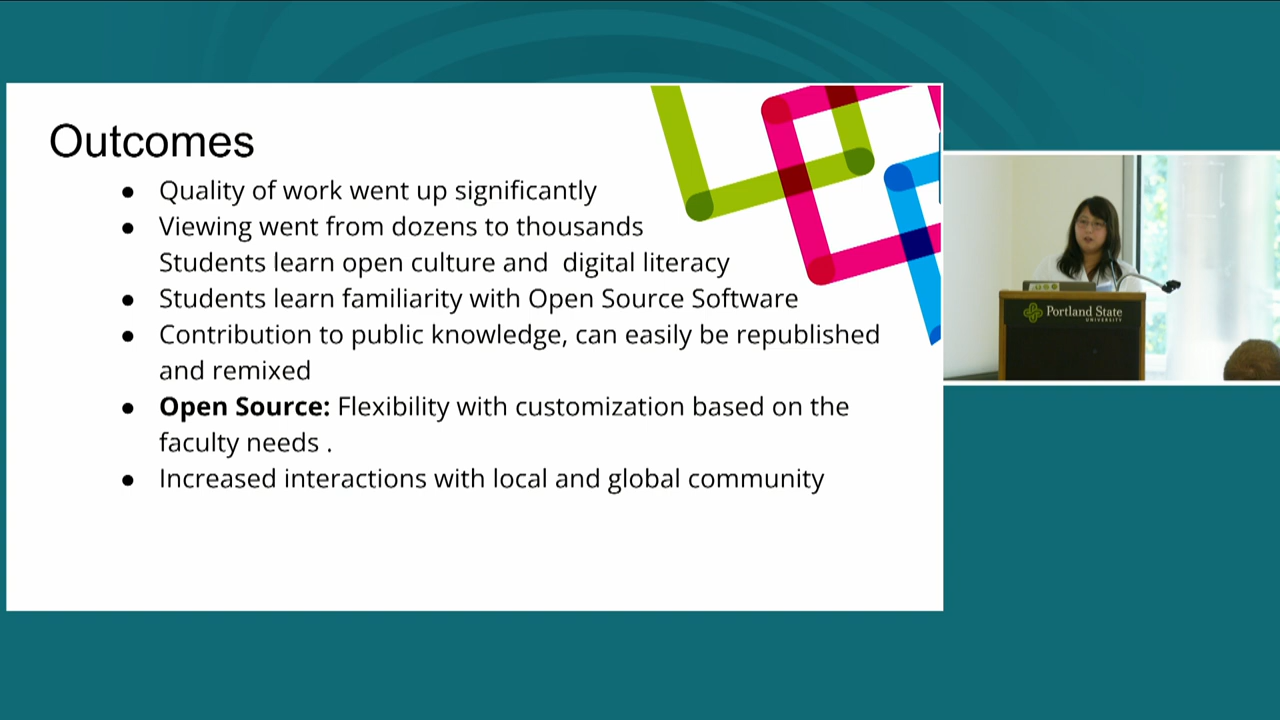 Outcomes
● Quality of work went up significantly
● Viewing went from dozens to thousands
Students learn open culture and  digital literacy
● Students learn familiarity with Open Source Software
● Contribution to public knowledge, can easily be republished
and remixed
● Open Source: Flexibility with customization based on the
faculty needs .
● Increased interactions with local and global community
Portland State
UNIVERSITY